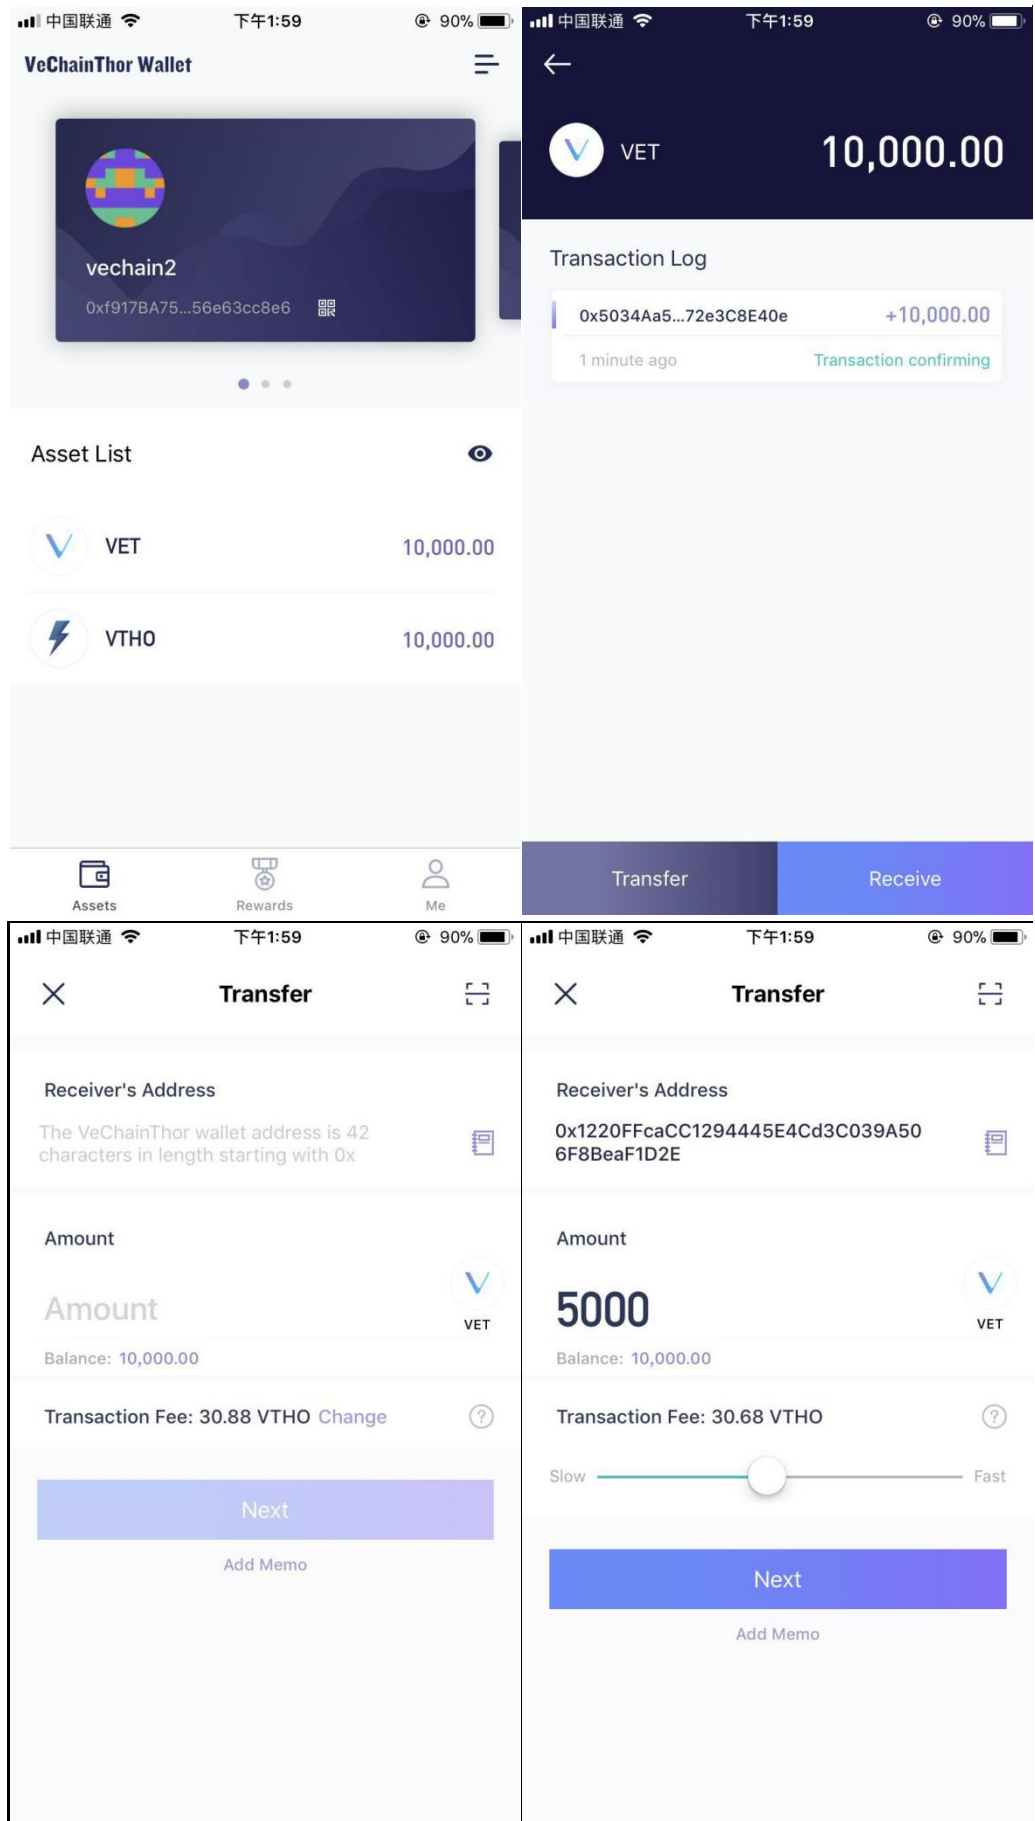 中国联通 下午1:59 90%
VeChainThor Wallet
vechain2
0xf917BA75...56e63cc8e6
Asset List
VET 10,000.00
VTHO 10,000.00
Assets Rewards Me
中国联通 下午1:59 90%
VET 10,000.00
Transaction Log
0x5034Aa5...72e3C8E40e +10,000.00
1 minute ago Transaction confirming
Transfer Receive
中国联通 下午1:59 90%
Transfer
Receiver's Address
The VeChainThor wallet address is 42
characters in length starting with 0x
Amount
Amount
VET
Balance: 10,000.00
Transaction Fee: 30.88 VTHO Change
Next
Add Memo
中国联通 下午1:59 90%
Transfer
Receiver's Address
0x1220FFcaCC1294445E4Cd3C039A50
6F8BeaF1D2E
Amount
5000
VET
Balance: 10,000.00
Transaction Fee: 30.68 VTHO
Slow Fast
Next
Add Memo